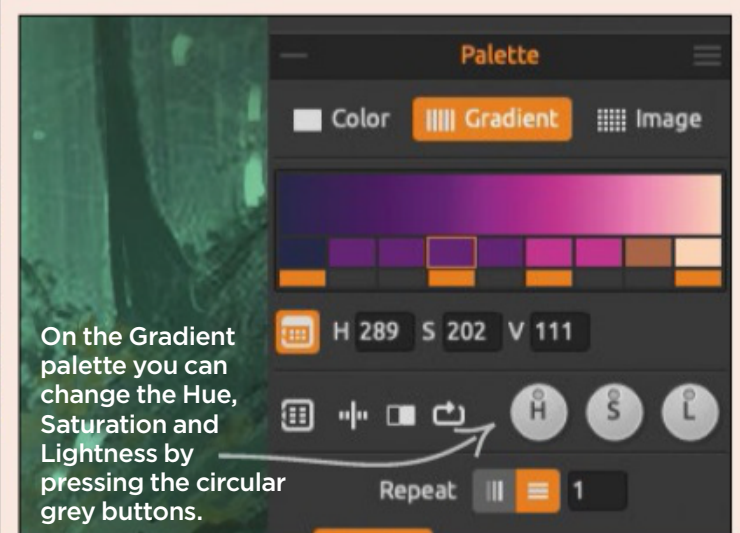 Palette
Color Gradient Image
H 289 S 202 V 111
H S L
Repeat 1
On the Gradient
palette you can
change the Hue,
Saturation and
Lightness by
pressing the circular
grey buttons.